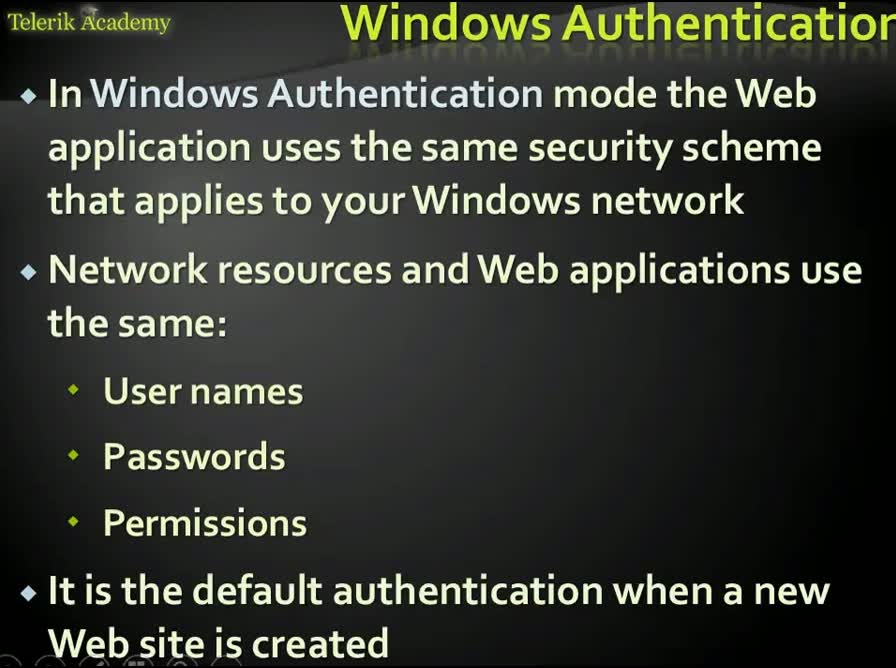 Telerik Academy
Windows Authentication
In Windows Authentication mode the Web
application uses the same security scheme
that applies to your Windows network
Network resources and Web applications use
the same:
User names
Passwords
Permissions
It is the default authentication when a new
Web site is created